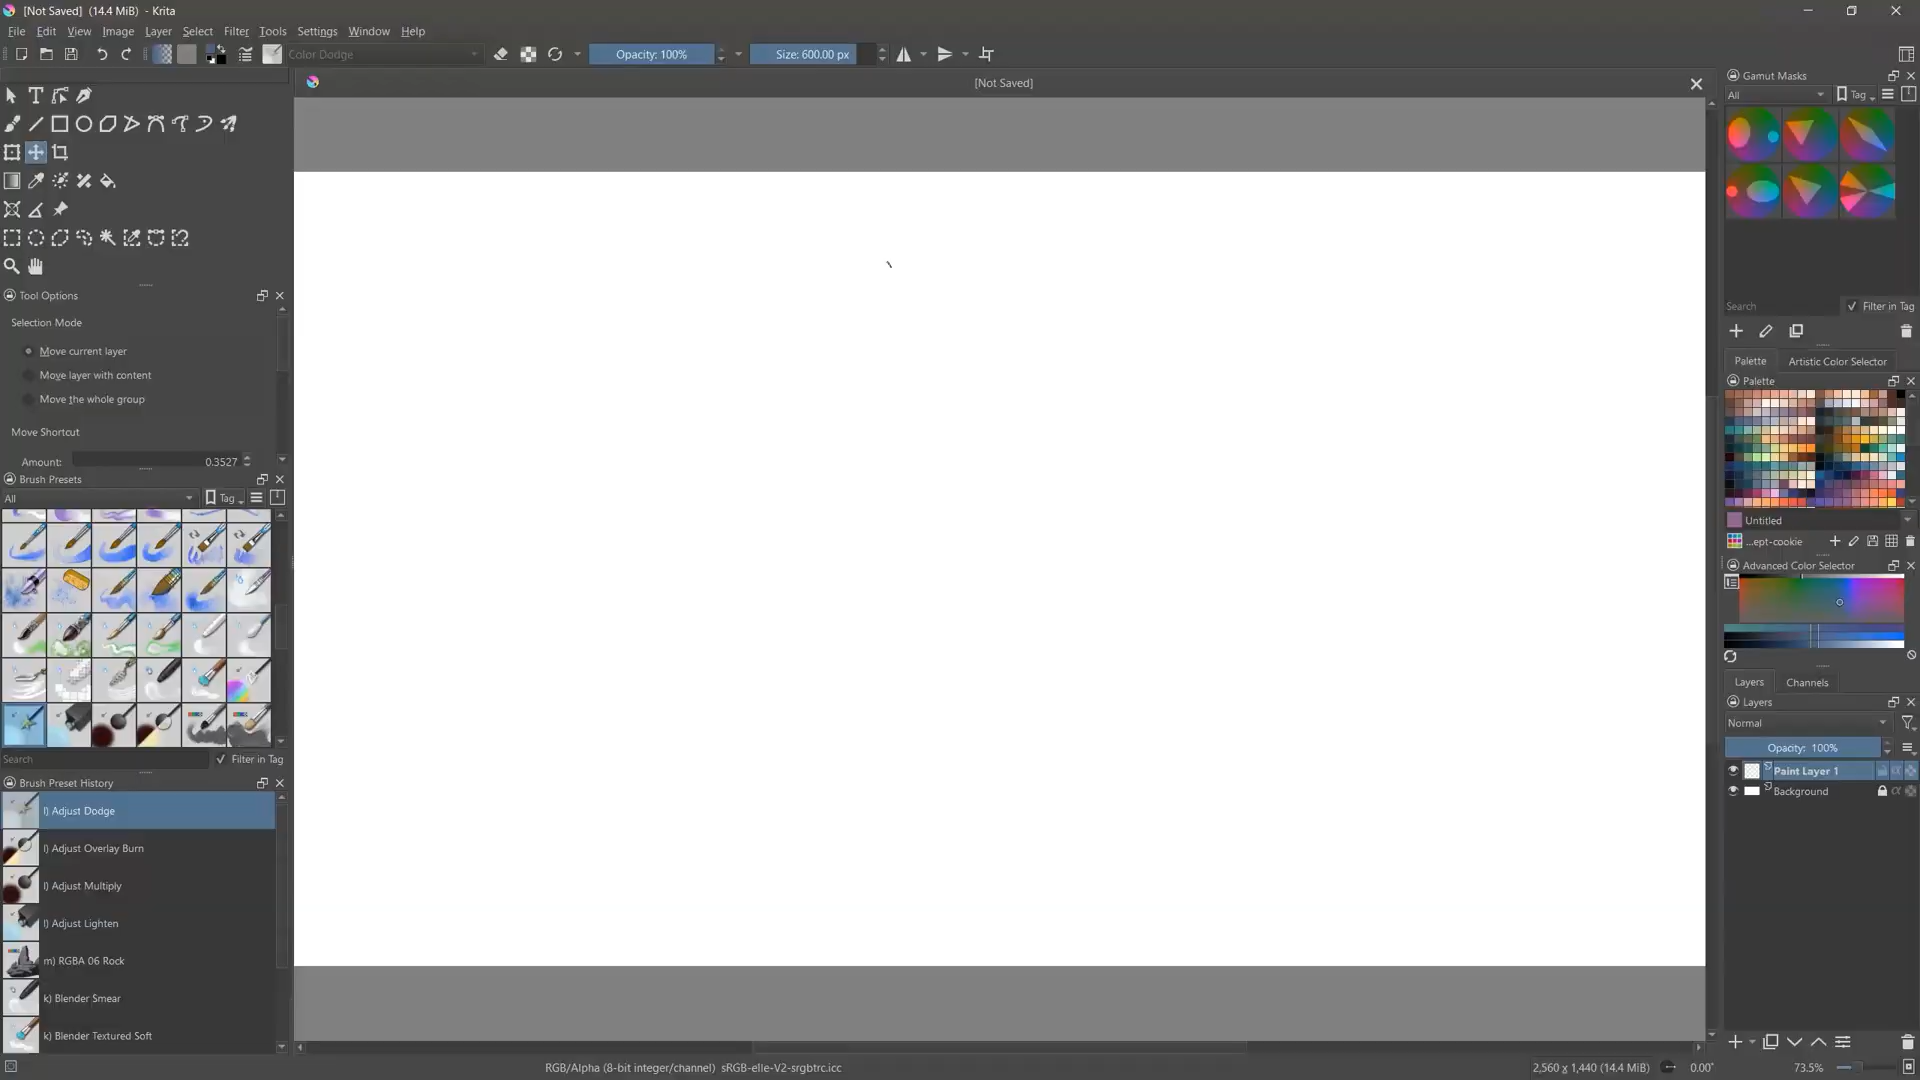 [Not Saved] (14.4 MiB) - Krita
File Edit View Image Layer Select Filter Tools Settings Window Help
Color Dodge
Opacity: 100%
Size: 600.00 px
[Not Saved]
Tool Options
Selection Mode
Move current layer
Move layer with content
Move the whole group
Move Shortcut
Amount: 0.3527
Brush Presets
All
Tag
Search
Filter in Tag
Brush Preset History
l) Adjust Dodge
l) Adjust Overlay Burn
l) Adjust Multiply
l) Adjust Lighten
m) RGBA 06 Rock
k) Blender Smear
k) Blender Textured Soft
Gamut Masks
All
Tag
Search
Filter in Tag
Palette Artistic Color Selector
Palette
Untitled
...ept-cookie
Advanced Color Selector
Layers Channels
Layers
Normal
Opacity: 100%
Paint Layer 1
Background
RGB/Alpha (8-bit integer/channel) sRGB-elle-V2-srgbtrc.icc
2,560 x 1,440 (14.4 MiB)
0.00°
73.5%